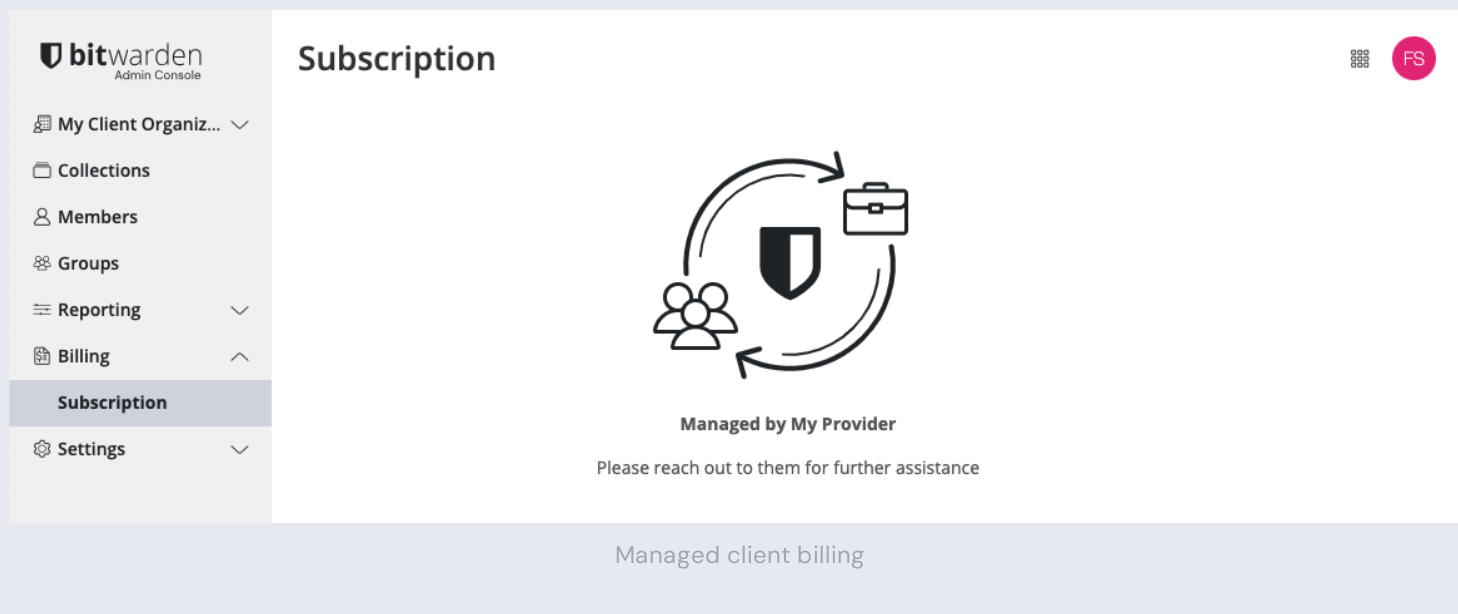 bitwarden
Admin Console
Subscription
FS
My Client Organiz...
Collections
Members
Groups
Reporting
Billing
Subscription
Settings
Managed by My Provider
Please reach out to them for further assistance
Managed client billing